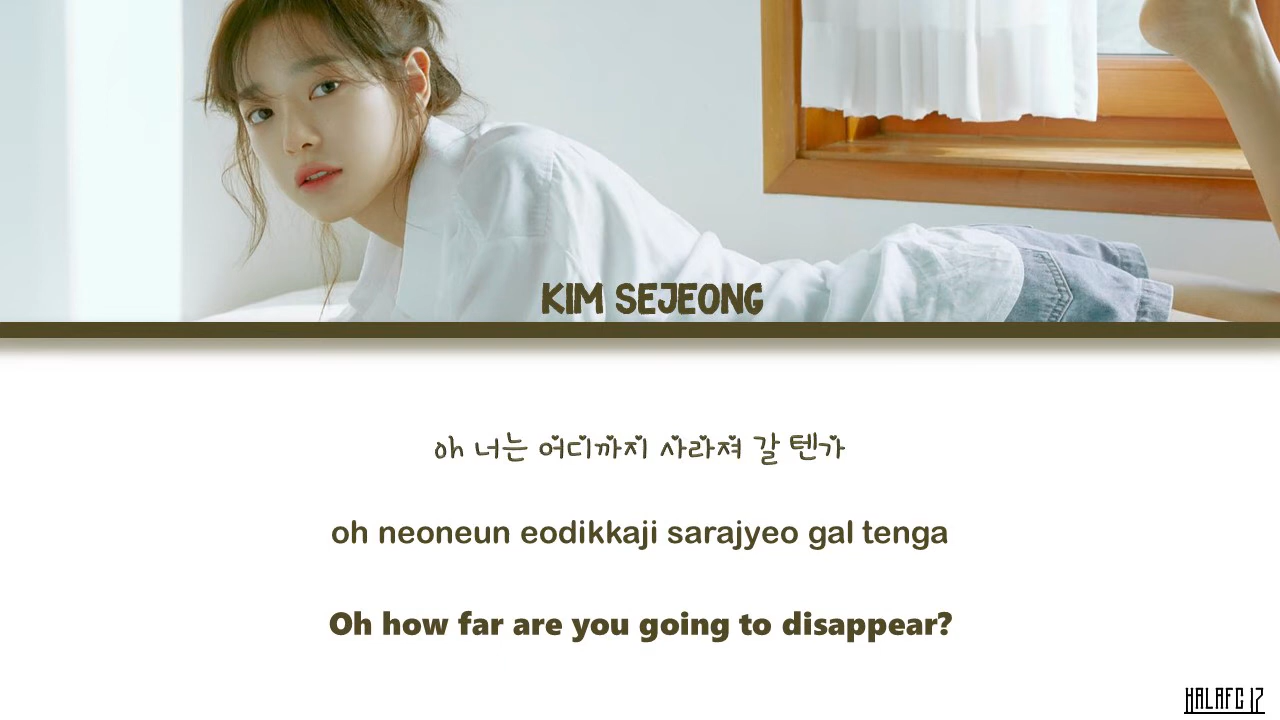 KIM SEJEONG
oh 너는 어디까지 사라져 갈 텐가
oh neoneun eodikkaji sarajyeo gal tenga
Oh how far are you going to disappear?
HALAFC 17